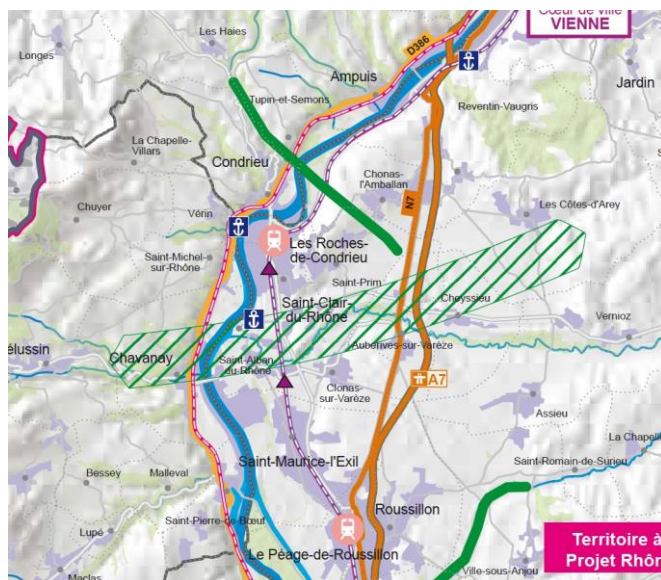 Cœur de ville
VIENNE
Les Haies
D386
Longes
Ampuis
Jardin
Tupin-et-Semons
Reventin-Vaugris
La Chapelle-
Villars
Condrieu
Chonas-
l'Amballan
N7
Chuyer
Vérin
Les Côtes-d'Arey
Les Roches-
de-Condrieu
Saint-Michel-
sur-Rhône
Saint-Prim
Saint-Clair-
du-Rhône
Cheyssieu
Vernioz
élussin
Chavanay
Saint-Alban
du-Rhône
Auberives-sur-Varèze
Clonas-
sur-Varèze
A7
Assieu
La Chapelle
Saint-Maurice-l'Exil
Saint-Romain-de-Surieu
Bessey
Malleval
Saint-Pierre-de-Bœuf
Roussillon
Lupé
Le Péage-de-Roussillon
Territoire à
Projet Rhôn
Maclas
Ville-sous-Anjou